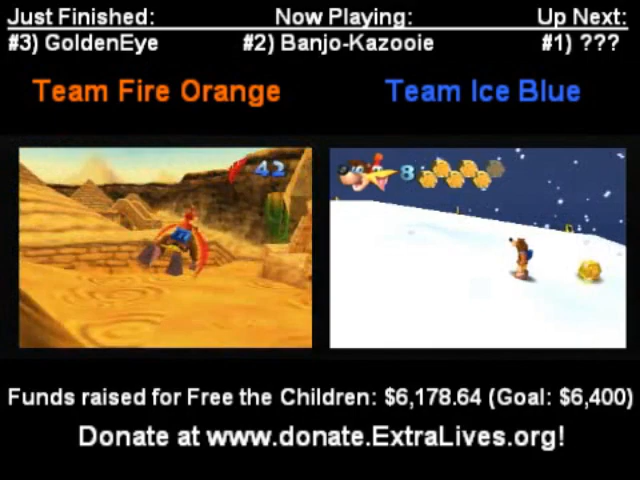 Just Finished: Now Playing: Up Next:
#3) GoldenEye #2) Banjo-Kazooie #1) ???
Team Fire Orange Team Ice Blue
42 8
Funds raised for Free the Children: $6,178.64 (Goal: $6,400)
Donate at www.donate.ExtraLives.org!